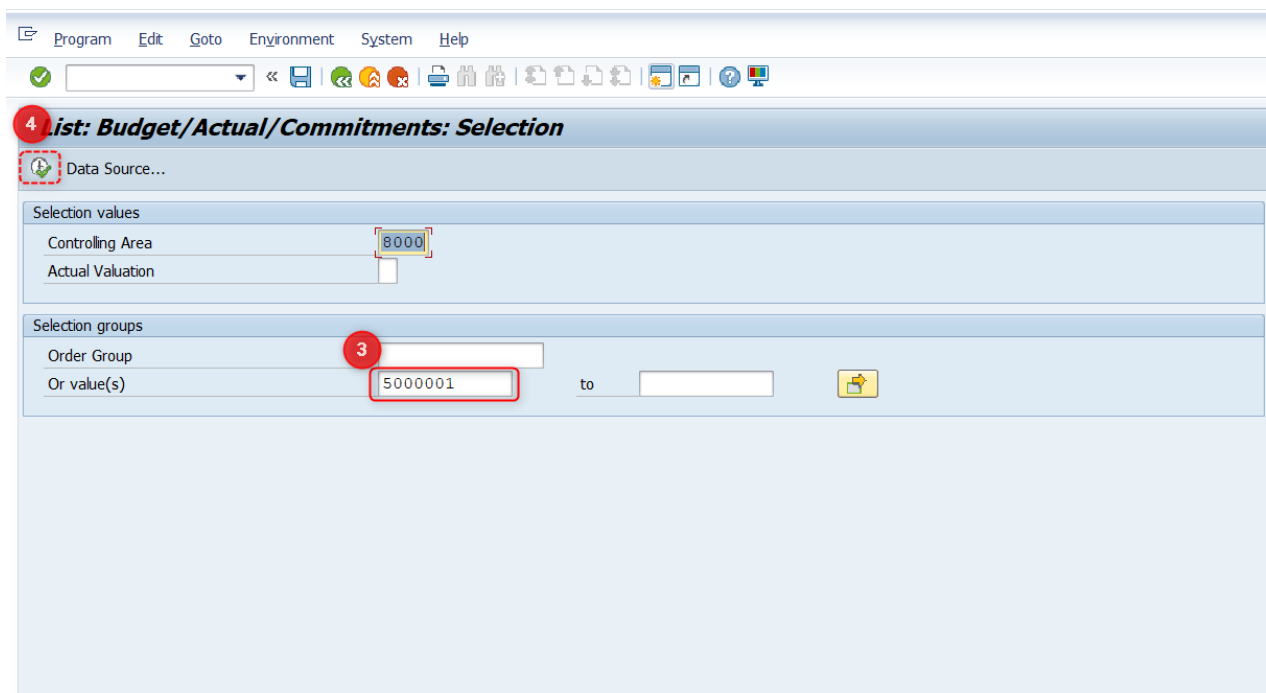 Program Edit Goto Environment System Help
4
List: Budget/Actual/Commitments: Selection
Data Source...
Selection values
Controlling Area 8000
Actual Valuation
Selection groups
Order Group 3
Or value(s) 5000001 to